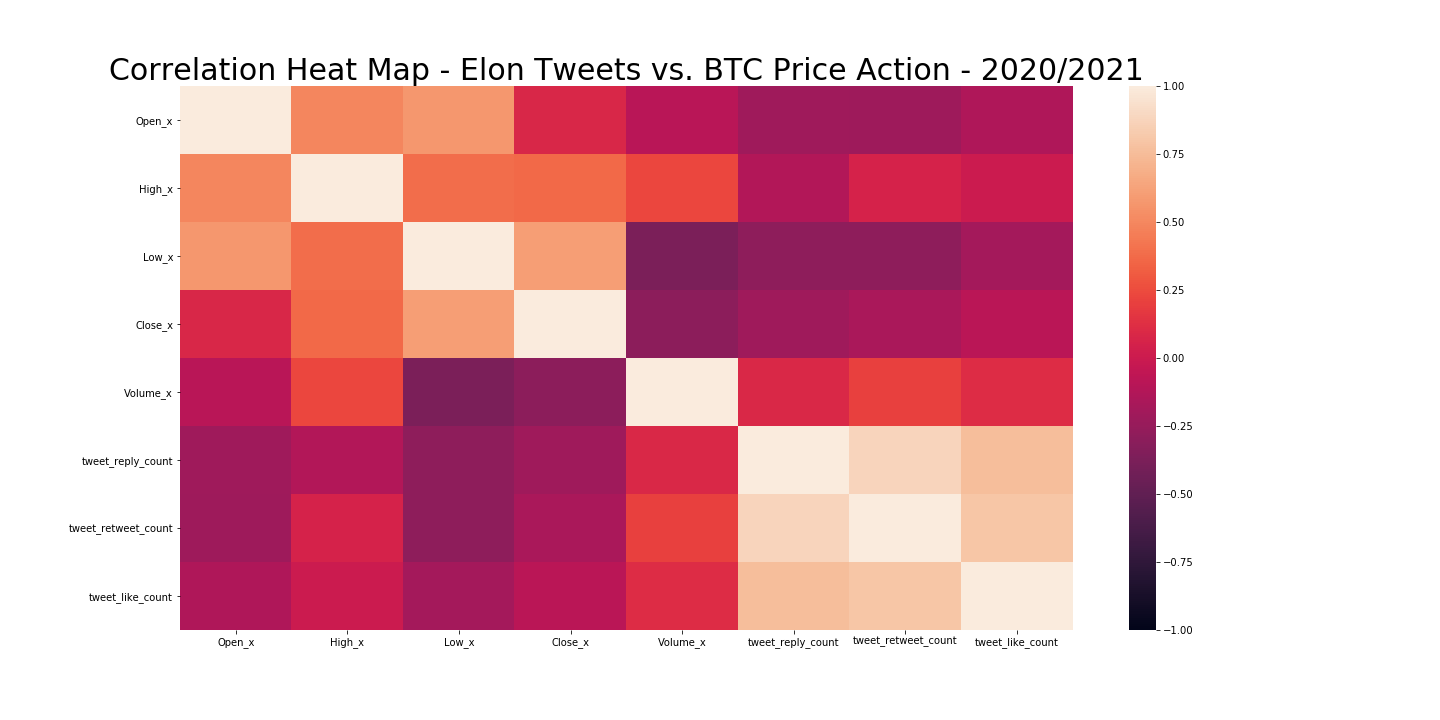 Correlation Heat Map - Elon Tweets vs. BTC Price Action - 2020/2021
Open_x
High_x
Low_x
Close_x
Volume_x
tweet_reply_count
tweet_retweet_count
tweet_like_count
Open_x High_x Low_x Close_x Volume_x tweet_reply_count tweet_retweet_count tweet_like_count
1.00
0.75
0.50
0.25
0.00
−0.25
−0.50
−0.75
−1.00